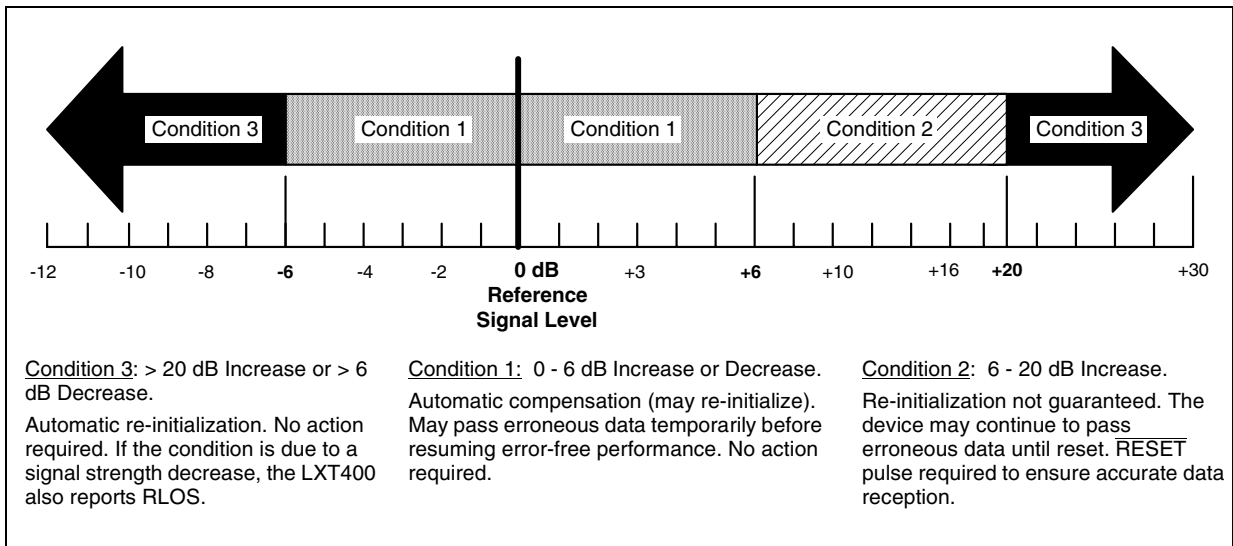 Condition 3 Condition 1 Condition 1 Condition 2 Condition 3
-12 -10 -8 -6 -4 -2 0 dB +3 +6 +10 +16 +20 +30
Reference
Signal Level
Condition 3: > 20 dB Increase or > 6
dB Decrease.
Automatic re-initialization. No action
required. If the condition is due to a
signal strength decrease, the LXT400
also reports RLOS.
Condition 1: 0 - 6 dB Increase or Decrease.
Automatic compensation (may re-initialize).
May pass erroneous data temporarily before
resuming error-free performance. No action
required.
Condition 2: 6 - 20 dB Increase.
Re-initialization not guaranteed. The
device may continue to pass
erroneous data until reset. RESET
pulse required to ensure accurate data
reception.